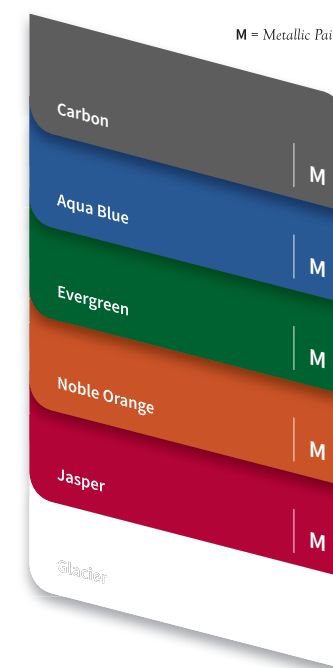 M = Metallic Pai
Carbon
M
Aqua Blue
M
Evergreen
M
Noble Orange
M
Jasper
M
Glacier